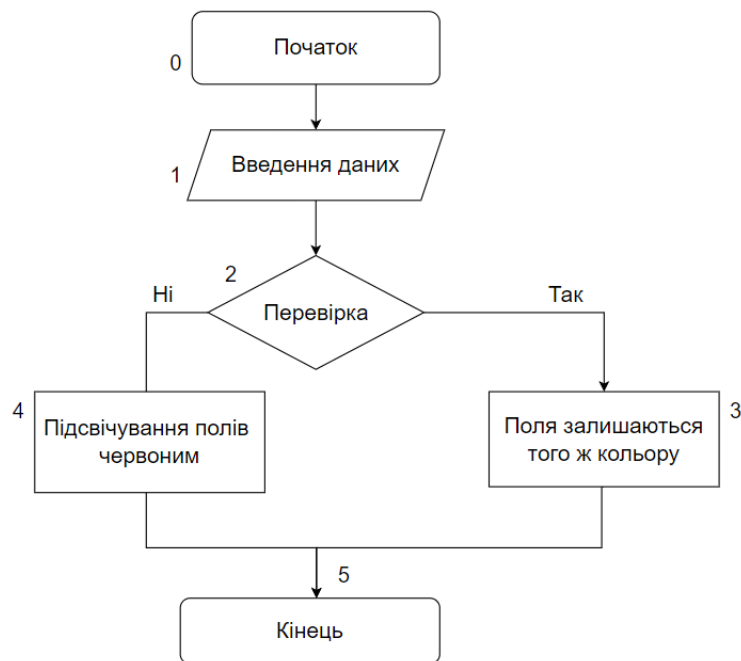 Початок
0
Введення даних
1
2
Ні
Так
Перевірка
4
Підсвічування полів
червоним
Поля залишаються
того ж кольору
3
5
Кінець